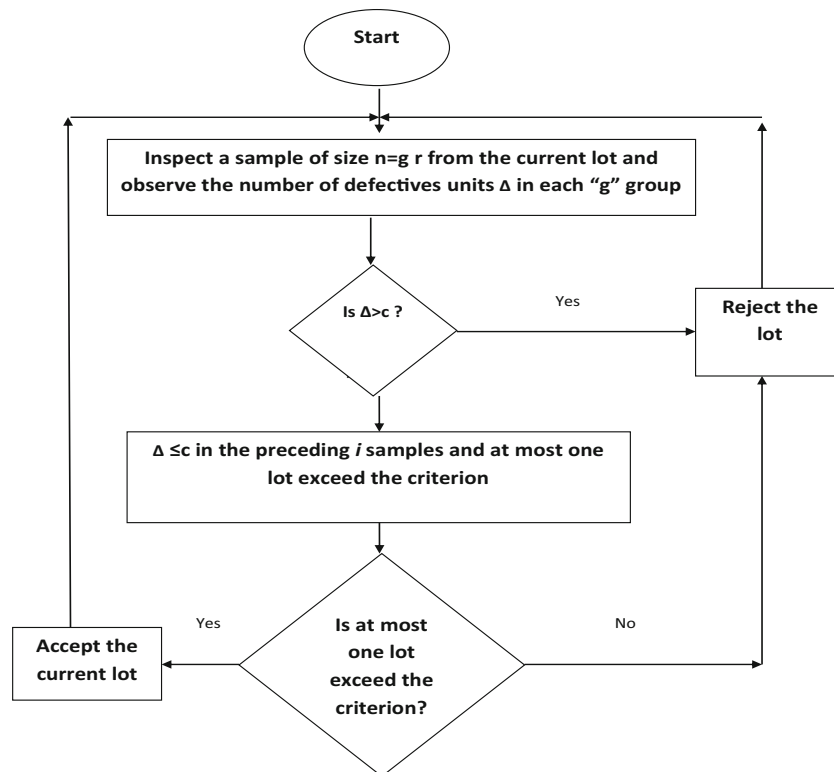 Start
Inspect a sample of size n=g r from the current lot and
observe the number of defectives units Δ in each “g” group
Is Δ>c ?
Yes
Reject the
lot
Δ ≤c in the preceding i samples and at most one
lot exceed the criterion
Yes
No
Accept the
current lot
Is at most
one lot
exceed the
criterion?